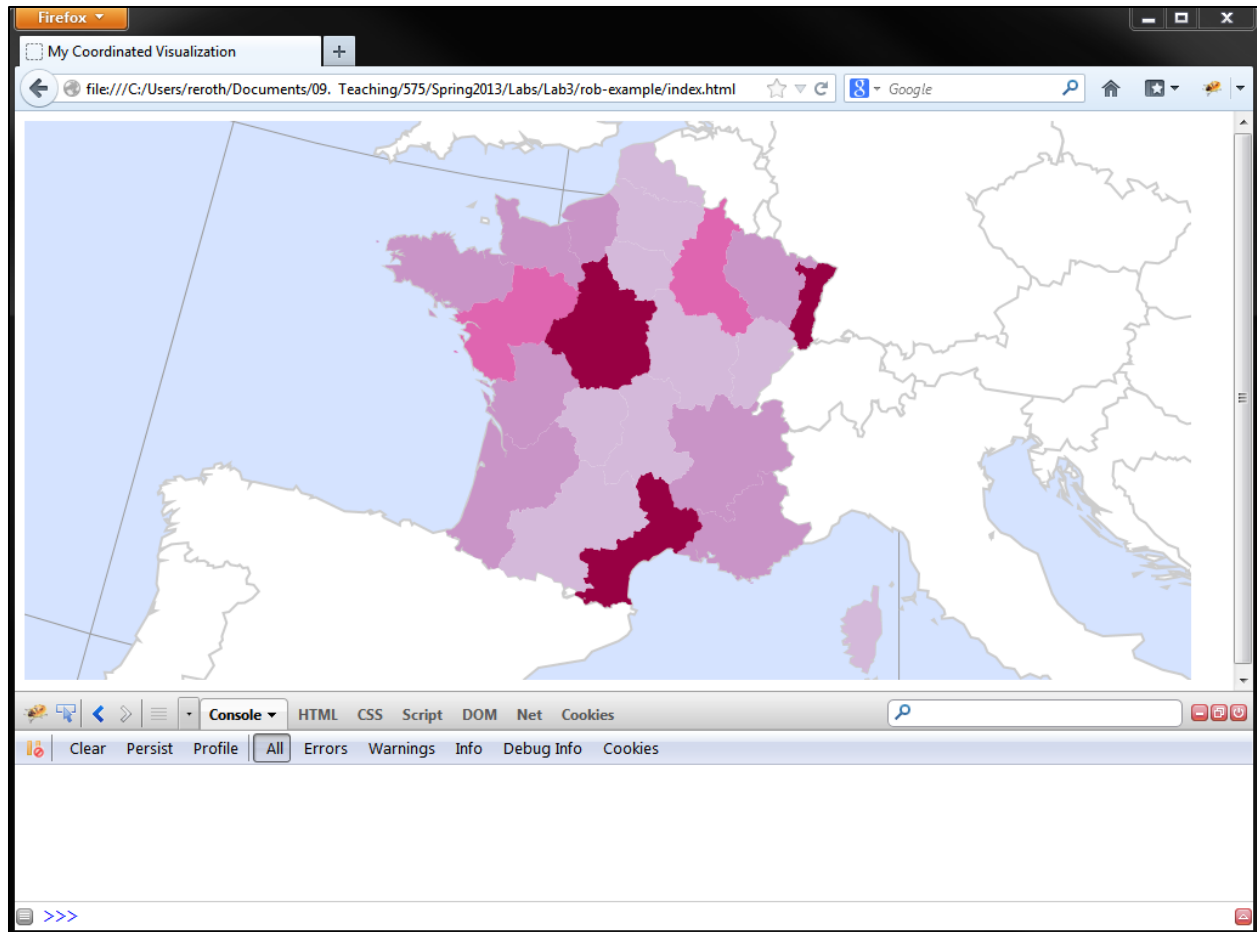 Firefox
My Coordinated Visualization
file:///C:/Users/reroth/Documents/09. Teaching/575/Spring2013/Labs/Lab3/rob-example/index.html
8 Google
Console HTML CSS Script DOM Net Cookies
Clear Persist Profile All Errors Warnings Info Debug Info Cookies
>>>